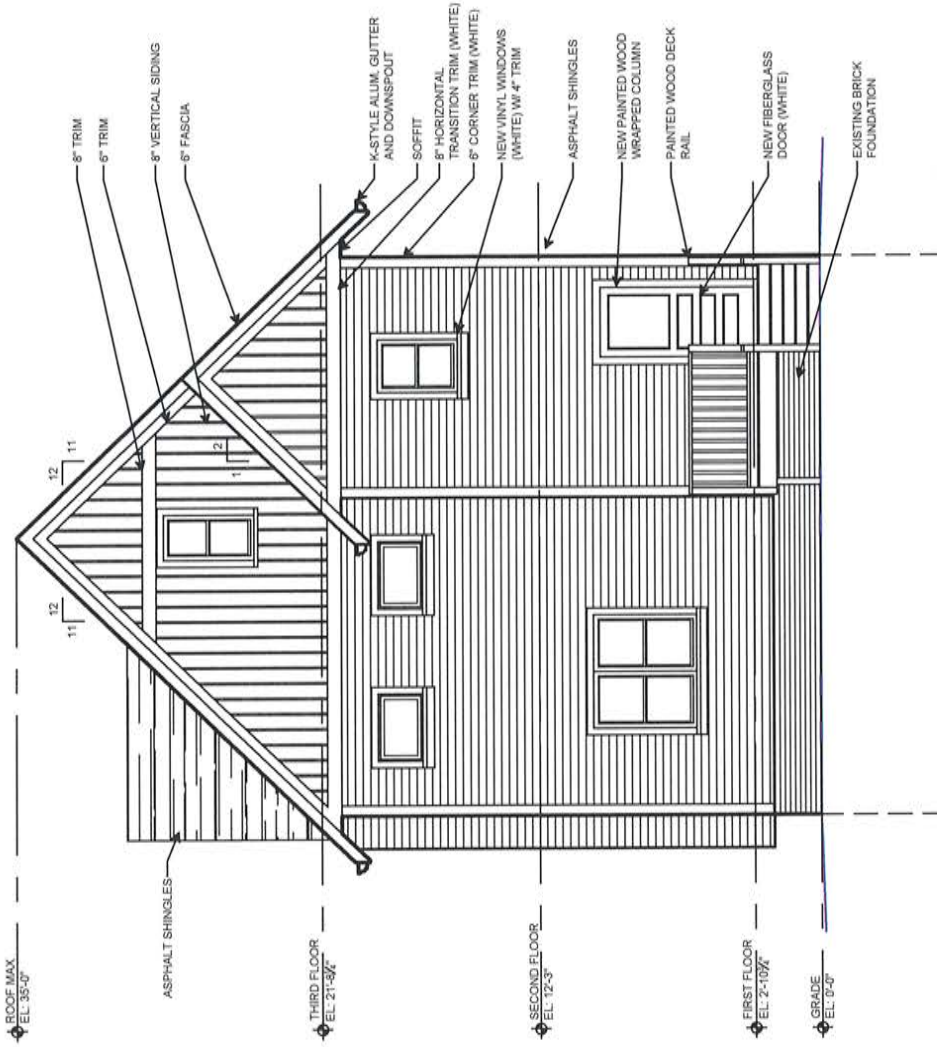 8" TRIM
6" TRIM
8" VERTICAL SIDING
6" FASCIA
K-STYLE ALUM. GUTTER
AND DOWNSPOUT
SOFFIT
8" HORIZONTAL
TRANSITION TRIM (WHITE)
6" CORNER TRIM (WHITE)
NEW VINYL WINDOWS
(WHITE) W/ 4" TRIM
ASPHALT SHINGLES
NEW PAINTED WOOD
WRAPPED COLUMN
PAINTED WOOD DECK
RAIL
NEW FIBERGLASS
DOOR (WHITE)
EXISTING BRICK
FOUNDATION
12
11
12
11
2
1
ASPHALT SHINGLES
ROOF MAX
EL: 35'-0"
THIRD FLOOR
EL: 21'-8
SECOND FLOOR
EL: 12'-3"
FIRST FLOOR
EL: 2'-10
GRADE
EL: 0'-0"